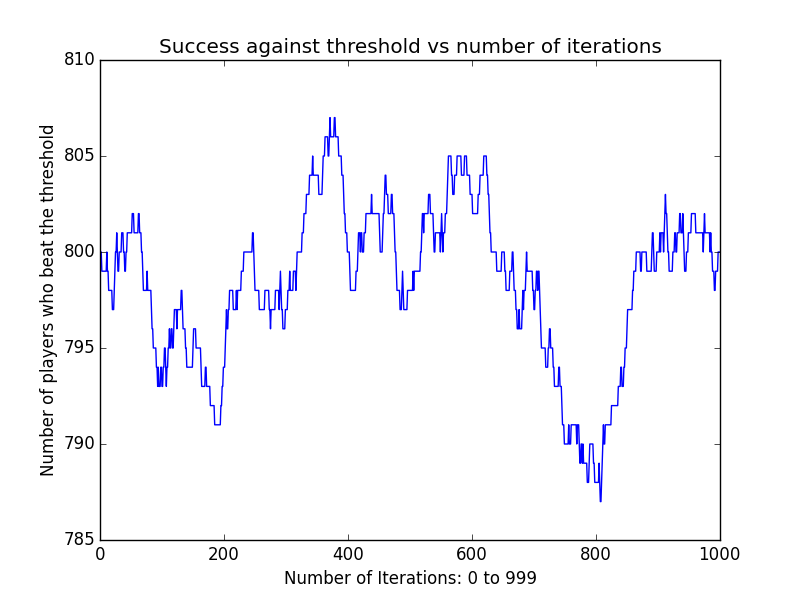 Success against threshold vs number of iterations
810
805
800
795
790
785
Number of players who beat the threshold
0 200 400 600 800 1000
Number of Iterations: 0 to 999